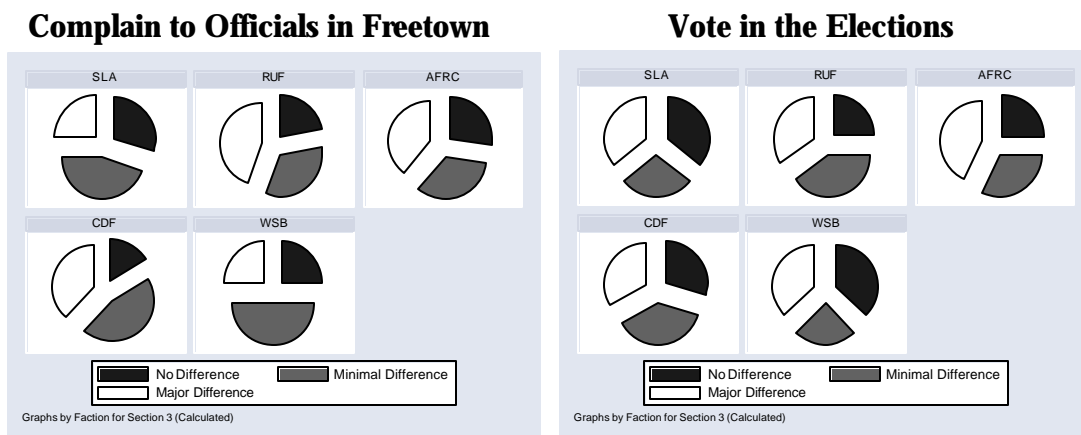 Complain to Officials in Freetown
SLA RUF AFRC
CDF WSB
No Difference Minimal Difference
Major Difference
Graphs by Faction for Section 3 (Calculated)
Vote in the Elections
SLA RUF AFRC
CDF WSB
No Difference Minimal Difference
Major Difference
Graphs by Faction for Section 3 (Calculated)